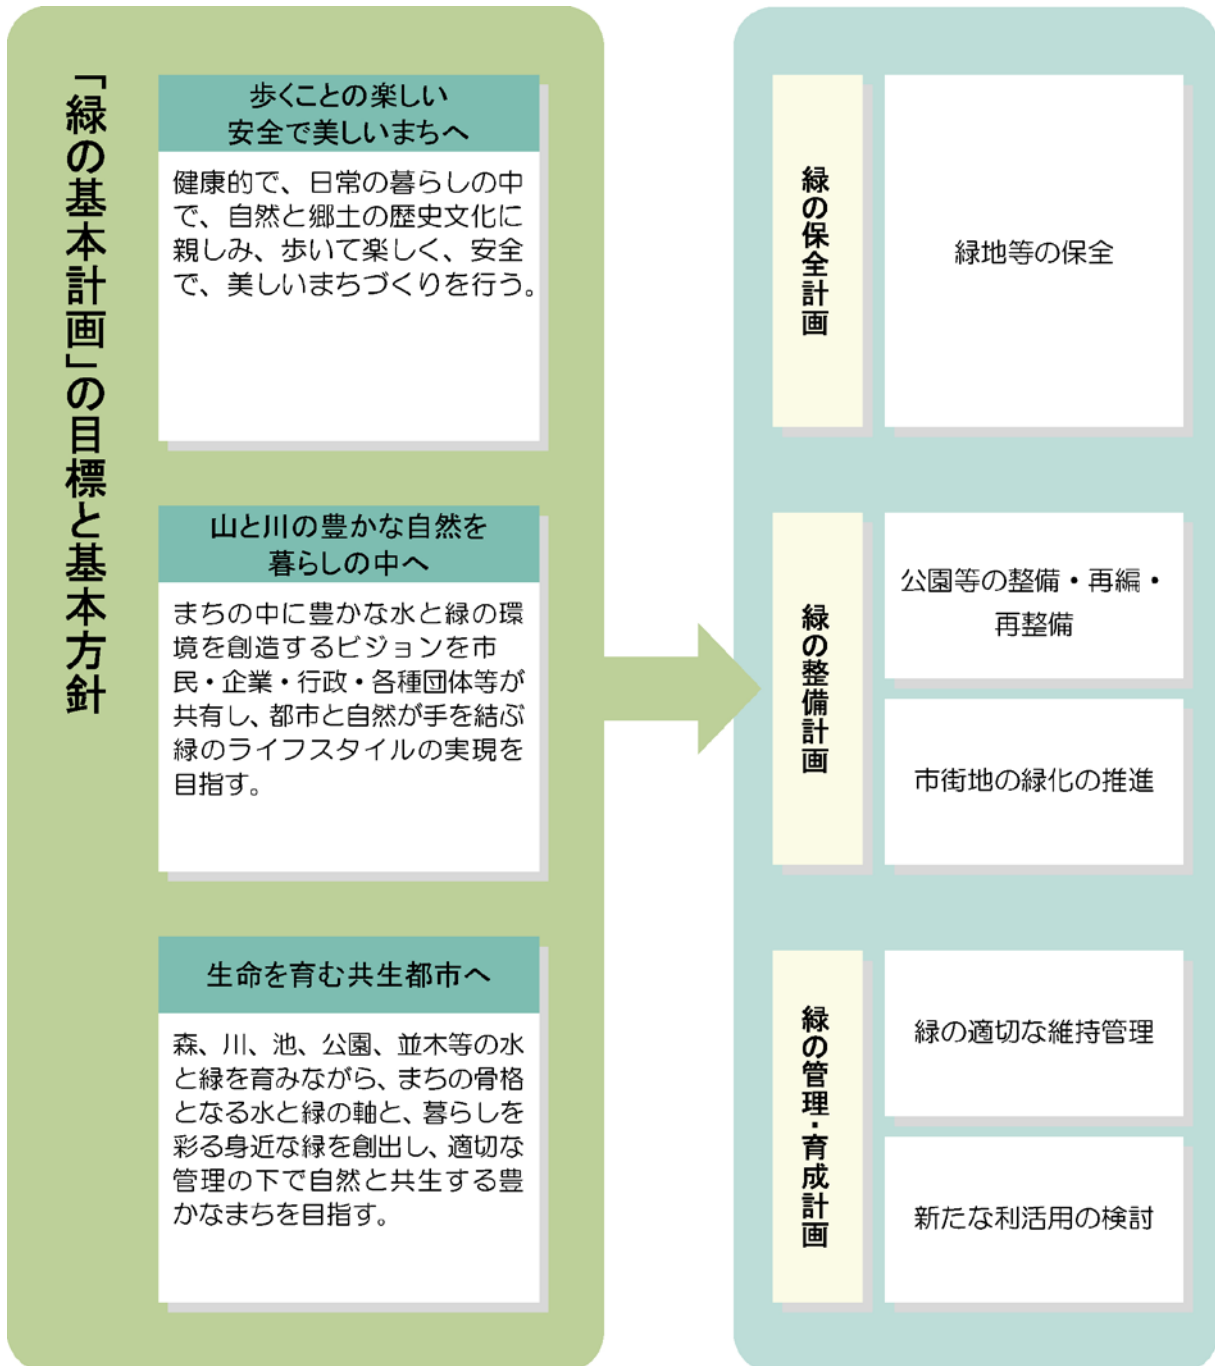 「緑の基本計画」の目標と基本方針
歩くことの楽しい
安全で美しいまちへ
健康的で、日常の暮らしの中
で、自然と郷土の歴史文化に
親しみ、歩いて楽しく、安全
で、美しいまちづくりを行う。
山と川の豊かな自然を
暮らしの中へ
まちの中に豊かな水と緑の環
境を創造するビジョンを市
民・企業・行政・各種団体等が
共有し、都市と自然が手を結ぶ
緑のライフスタイルの実現を
目指す。
生命を育む共生都市へ
森、川、池、公園、並木等の水
と緑を育みながら、まちの骨格
となる水と緑の軸と、暮らしを
彩る身近な緑を創出し、適切な
管理の下で自然と共生する豊
かなまちを目指す。
緑の保全計画
緑地等の保全
緑の整備計画
公園等の整備・再編・
再整備
市街地の緑化の推進
緑の管理・育成計画
緑の適切な維持管理
新たな利活用の検討